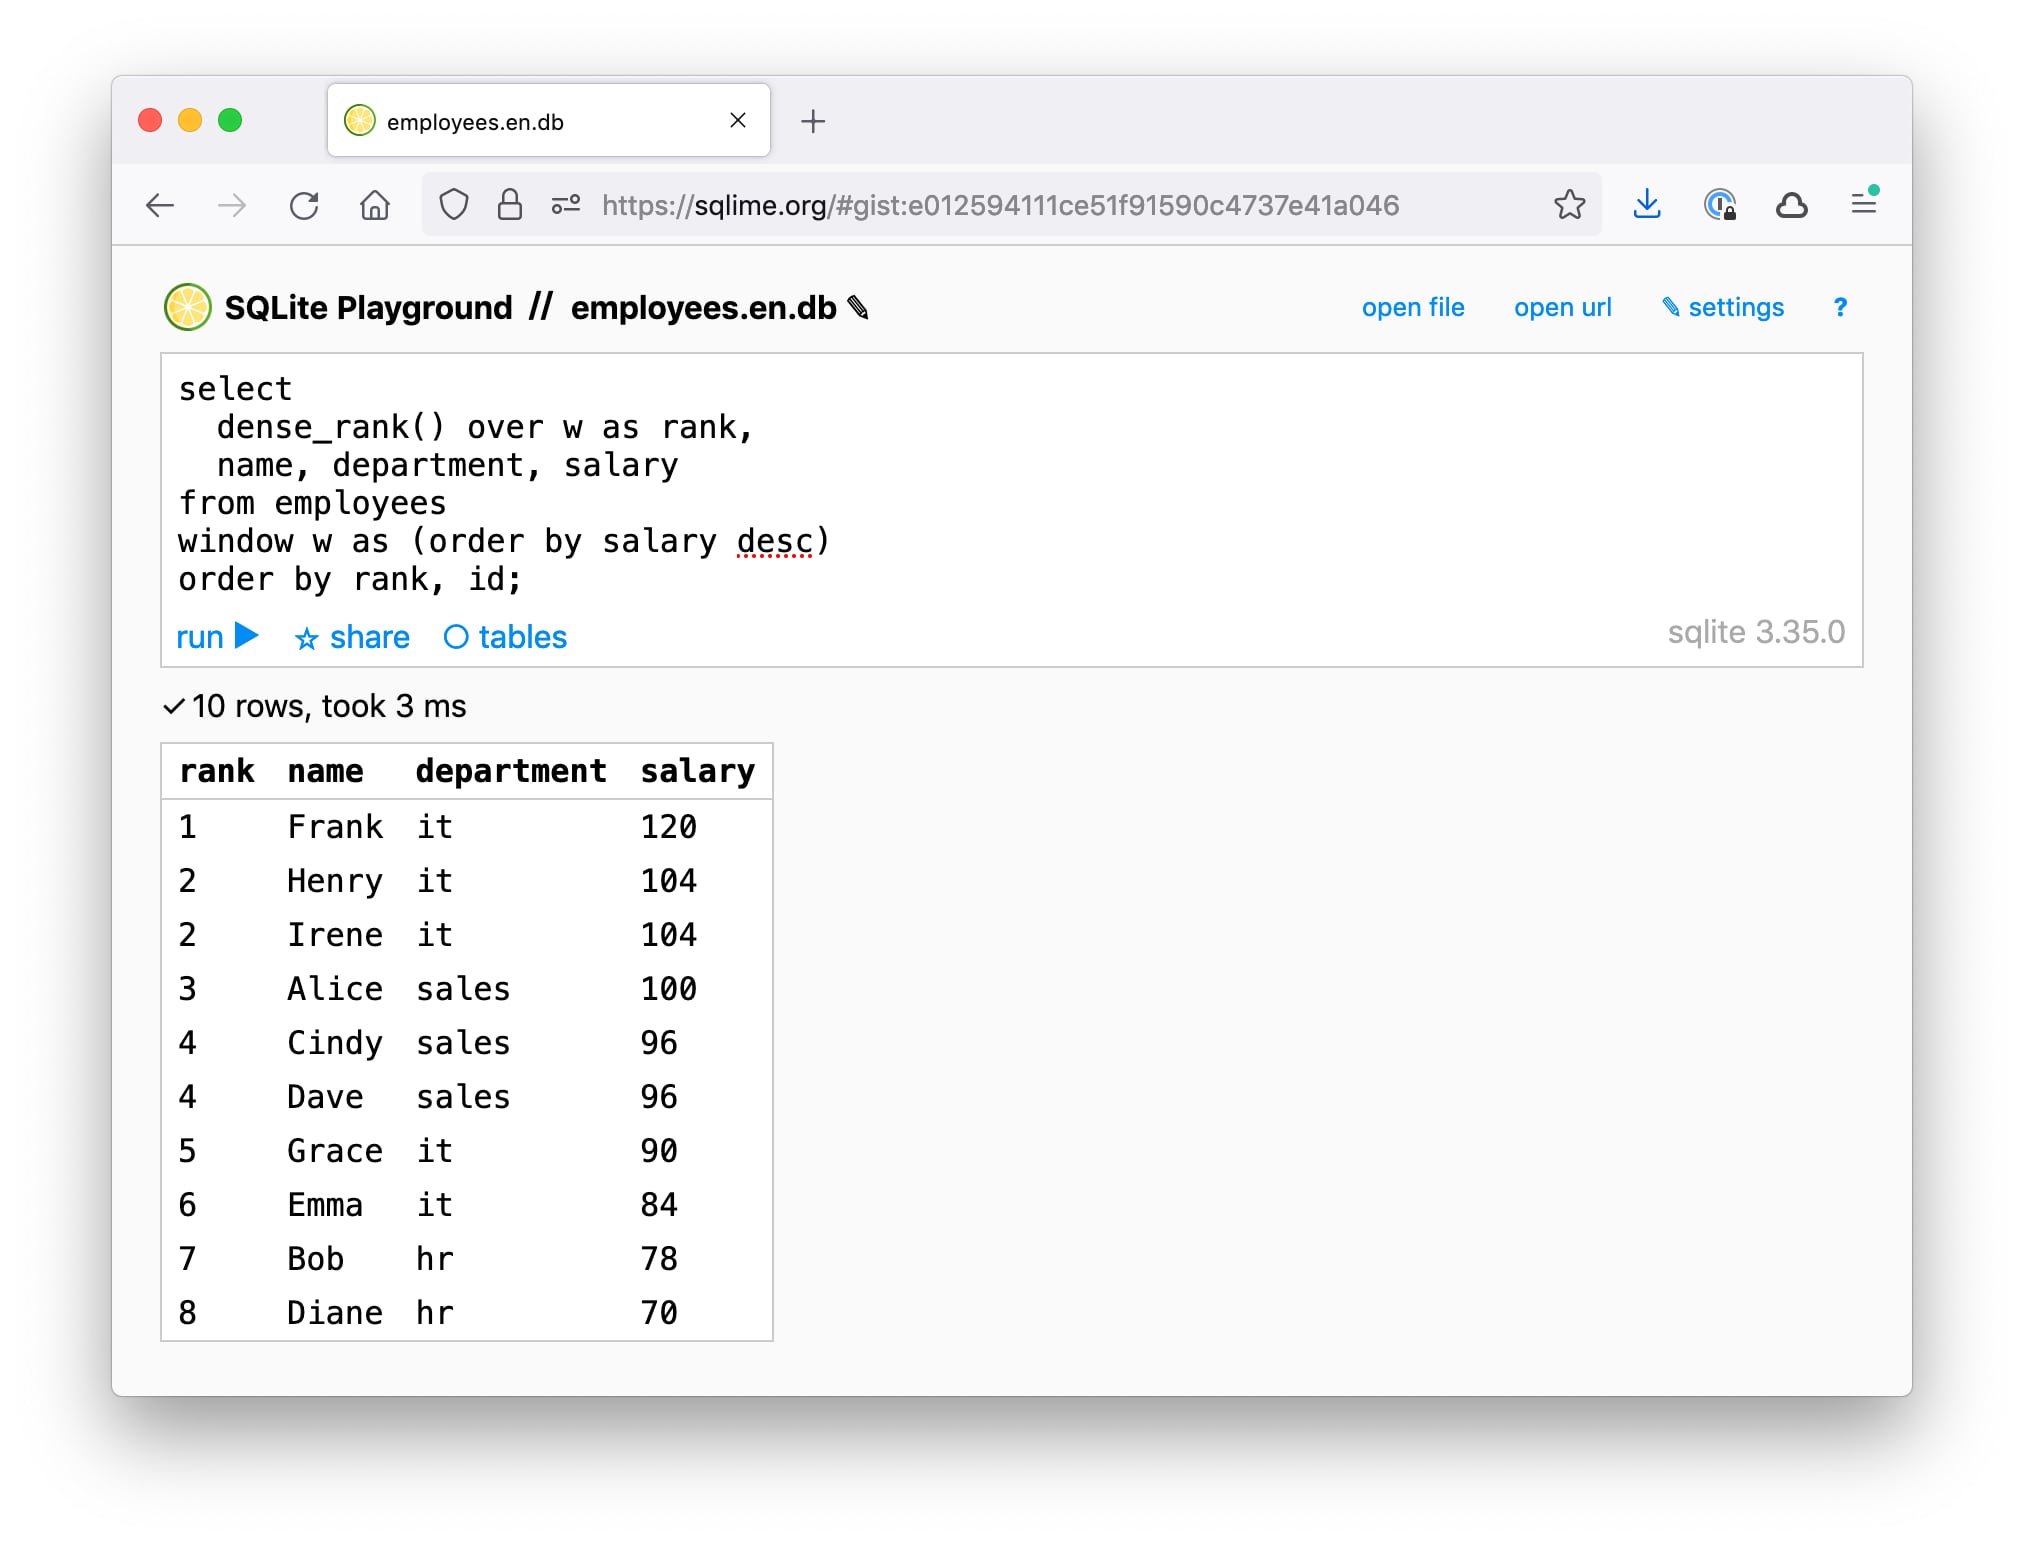 employees.en.db
https://sqlime.org/#gist:e012594111ce51f91590c4737e41a046
SQLite Playground // employees.en.db ✎ open file open url ✎ settings ?
select
  dense_rank() over w as rank,
  name, department, salary
from employees
window w as (order by salary desc)
order by rank, id;
run ▶ ☆ share ○ tables sqlite 3.35.0
✓ 10 rows, took 3 ms
rank name department salary
1 Frank it 120
2 Henry it 104
2 Irene it 104
3 Alice sales 100
4 Cindy sales 96
4 Dave sales 96
5 Grace it 90
6 Emma it 84
7 Bob hr 78
8 Diane hr 70